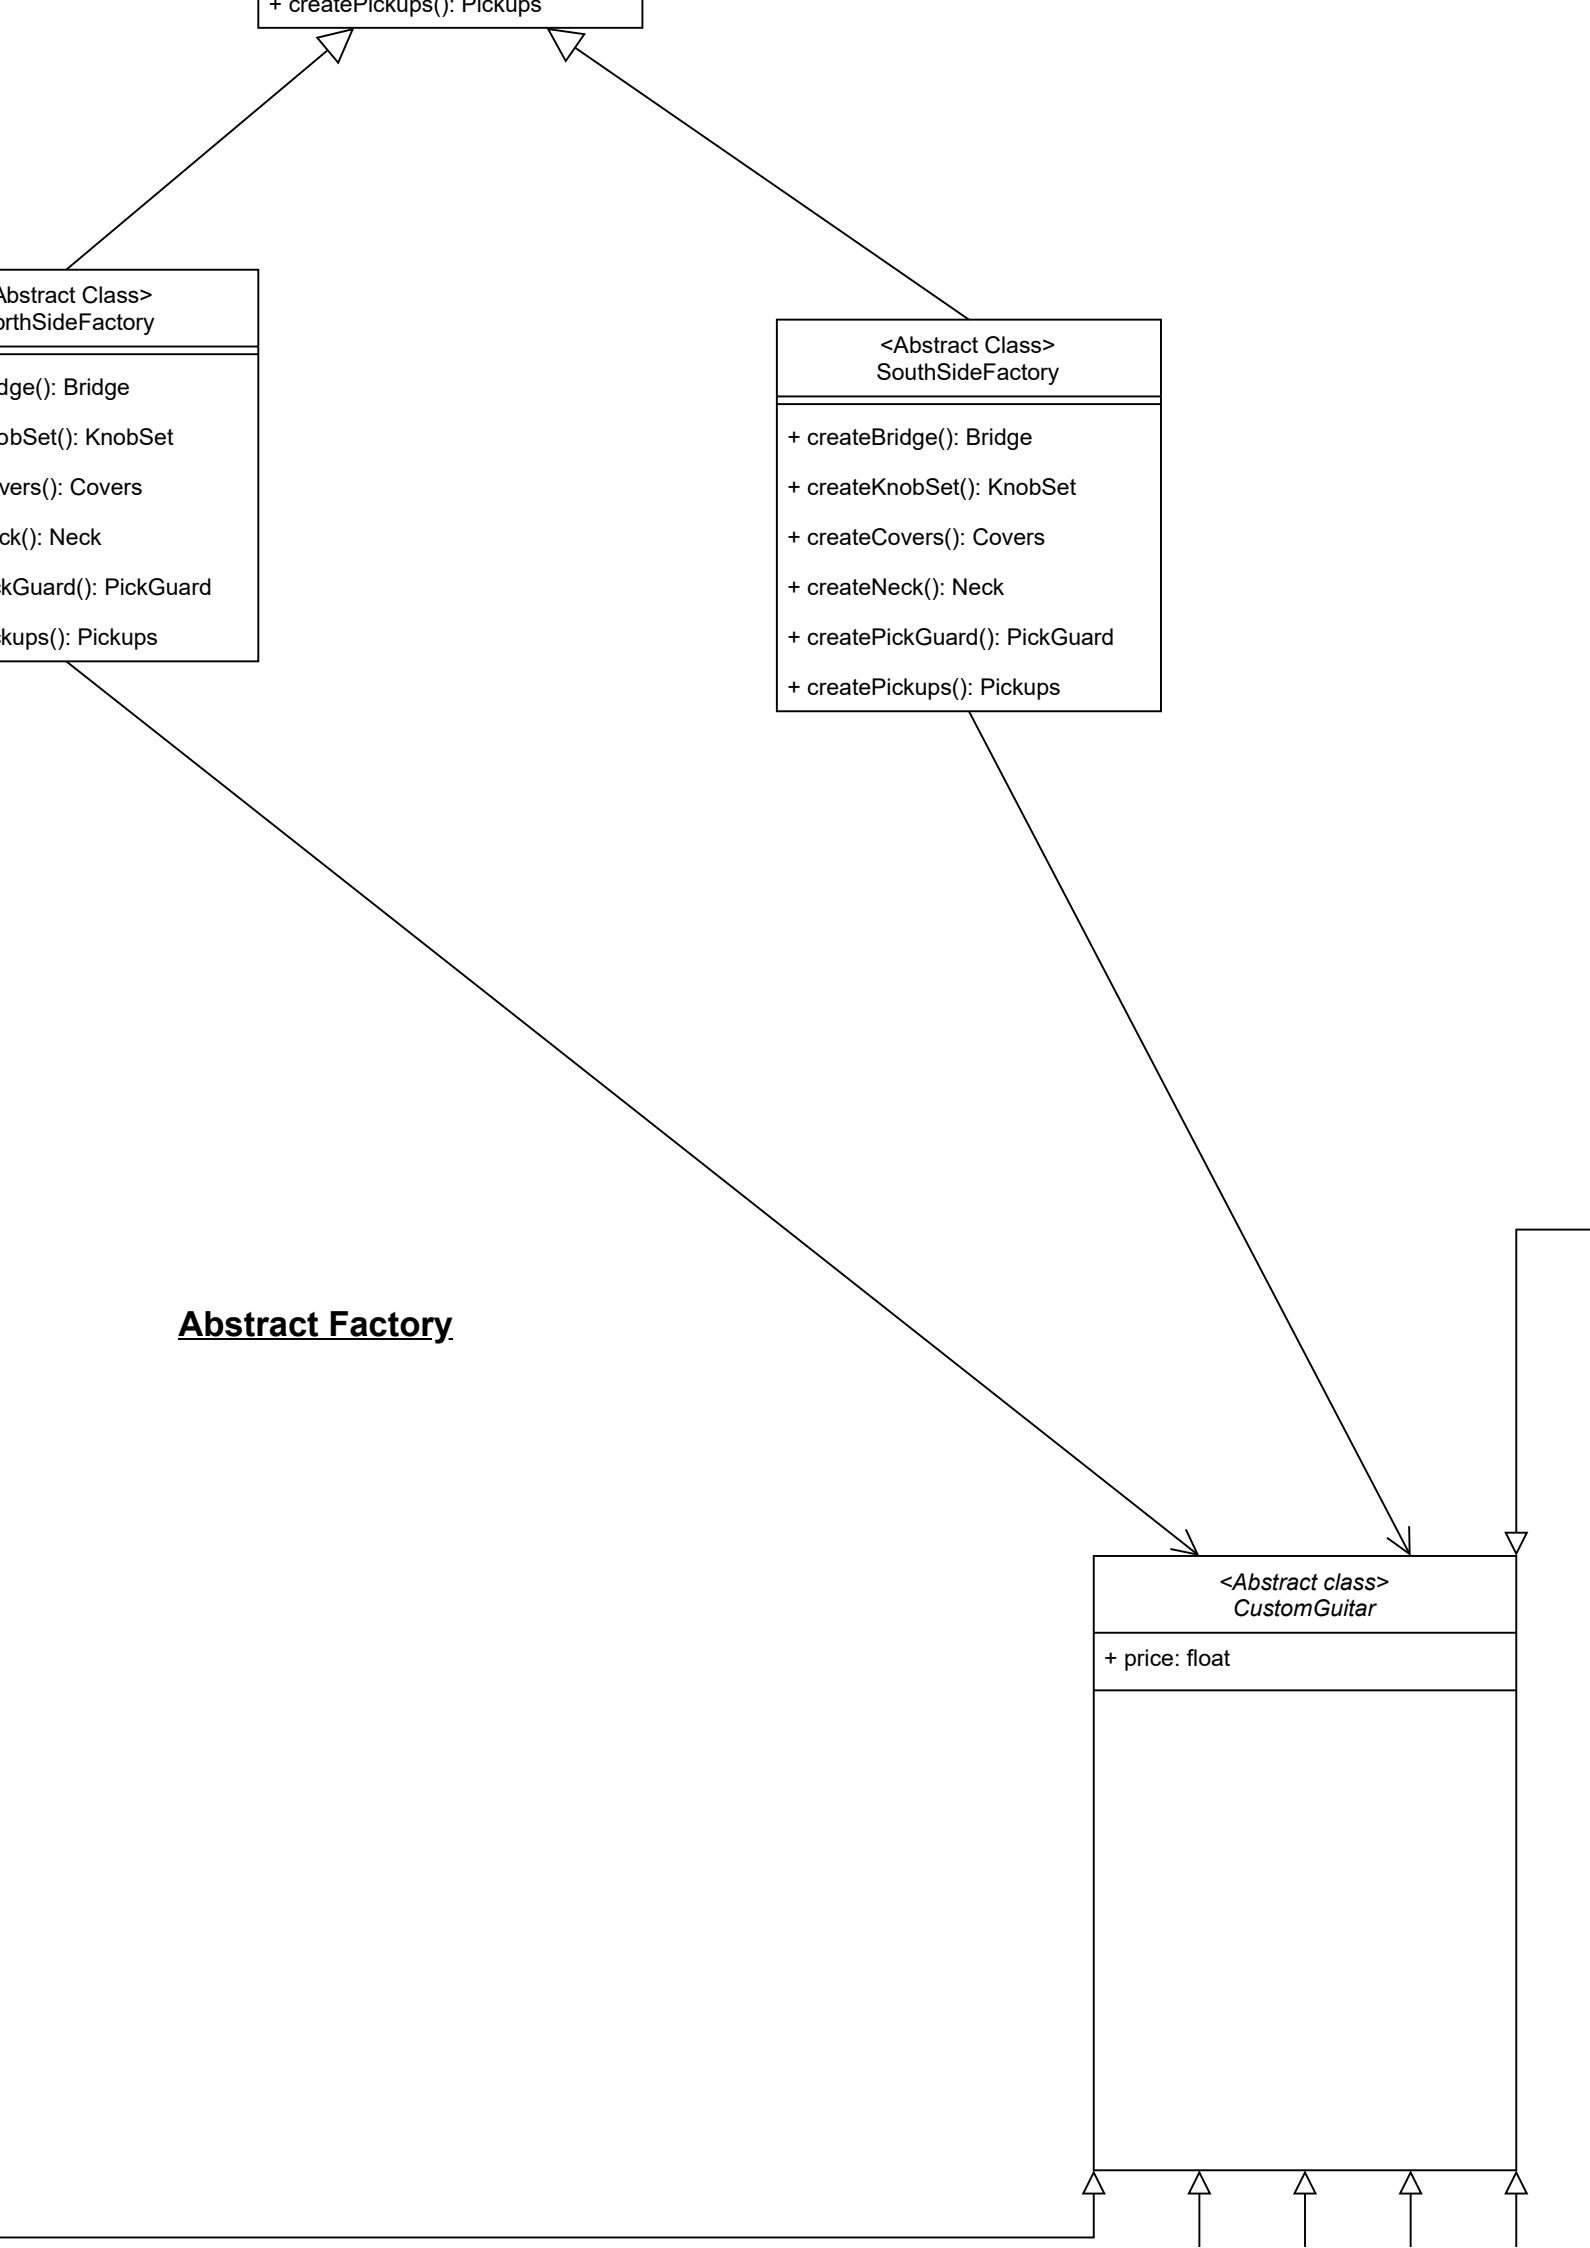 + createPickups(): Pickups
Abstract Class>
orthSideFactory
dge(): Bridge
obSet(): KnobSet
vers(): Covers
ck(): Neck
kGuard(): PickGuard
kups(): Pickups
<Abstract Class>
SouthSideFactory
+ createBridge(): Bridge
+ createKnobSet(): KnobSet
+ createCovers(): Covers
+ createNeck(): Neck
+ createPickGuard(): PickGuard
+ createPickups(): Pickups
Abstract Factory
<Abstract class>
CustomGuitar
+ price: float